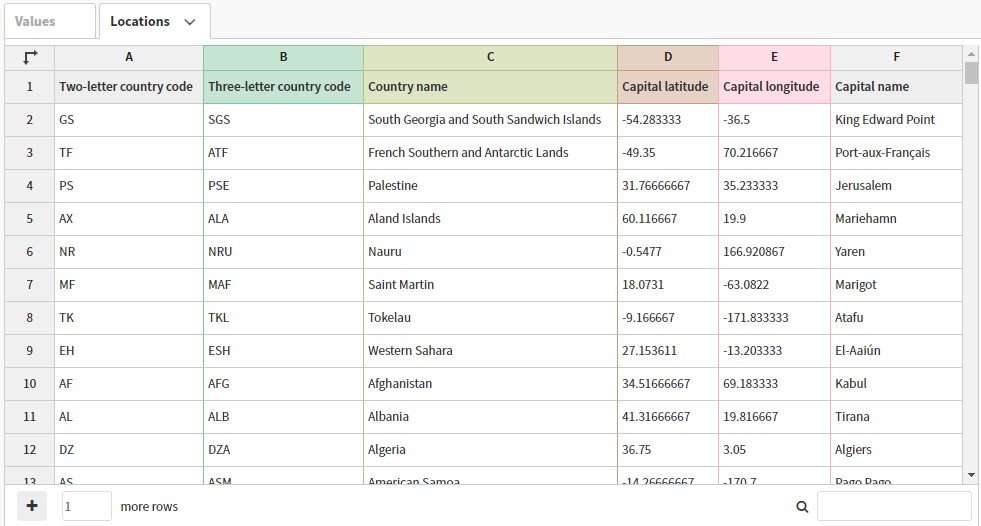 Values Locations
A B C D E F
1 Two-letter country code Three-letter country code Country name Capital latitude Capital longitude Capital name
2 GS SGS South Georgia and South Sandwich Islands -54.283333 -36.5 King Edward Point
3 TF ATF French Southern and Antarctic Lands -49.35 70.216667 Port-aux-Français
4 PS PSE Palestine 31.76666667 35.233333 Jerusalem
5 AX ALA Aland Islands 60.116667 19.9 Mariehamn
6 NR NRU Nauru -0.5477 166.920867 Yaren
7 MF MAF Saint Martin 18.0731 -63.0822 Marigot
8 TK TKL Tokelau -9.166667 -171.833333 Atafu
9 EH ESH Western Sahara 27.153611 -13.203333 El-Aaiún
10 AF AFG Afghanistan 34.51666667 69.183333 Kabul
11 AL ALB Albania 41.31666667 19.816667 Tirana
12 DZ DZA Algeria 36.75 3.05 Algiers
13 AS ASM American Samoa -14.26666667 -170.7 Pago Pago
1 more rows